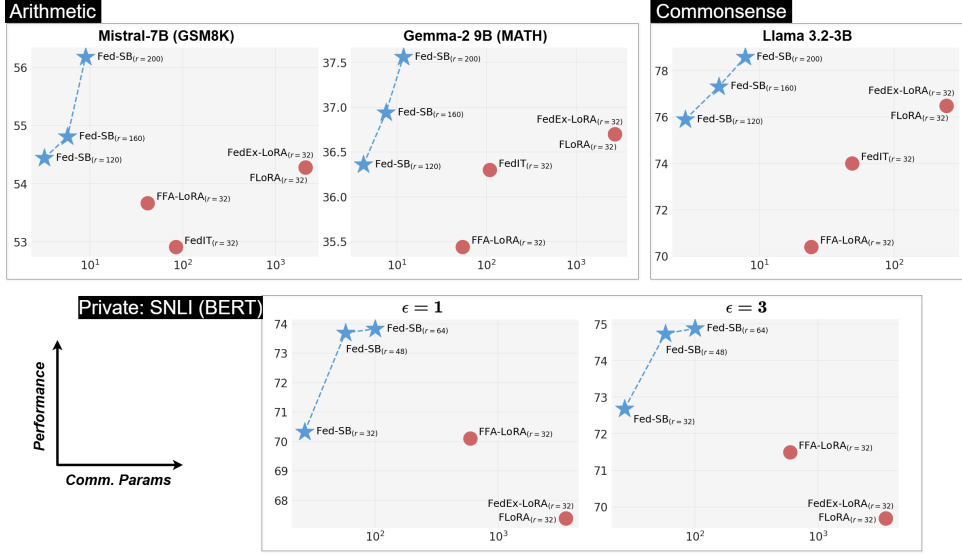 Arithmetic
Commonsense
Mistral-7B (GSM8K)
Gemma-2 9B (MATH)
Llama 3.2-3B
56
55
54
53
10¹
10²
10³
Fed-SB(r=200)
Fed-SB(r=160)
Fed-SB(r=120)
FedEx-LoRA(r=32)
FLoRA(r=32)
FFA-LoRA(r=32)
FedIT(r=32)
37.5
37.0
36.5
36.0
35.5
10¹
10²
10³
Fed-SB(r=200)
Fed-SB(r=160)
Fed-SB(r=120)
FedEx-LoRA(r=32)
FLoRA(r=32)
FedIT(r=32)
FFA-LoRA(r=32)
78
76
74
72
70
10¹
10²
Fed-SB(r=200)
Fed-SB(r=160)
Fed-SB(r=120)
FedEx-LoRA(r=32)
FLoRA(r=32)
FedIT(r=32)
FFA-LoRA(r=32)
Private: SNLI (BERT)
Performance
Comm. Params
ϵ = 1
74
73
72
71
70
69
68
10²
10³
Fed-SB(r=64)
Fed-SB(r=48)
Fed-SB(r=32)
FFA-LoRA(r=32)
FedEx-LoRA(r=32)
FLoRA(r=32)
ϵ = 3
75
74
73
72
71
70
10²
10³
Fed-SB(r=64)
Fed-SB(r=48)
Fed-SB(r=32)
FFA-LoRA(r=32)
FedEx-LoRA(r=32)
FLoRA(r=32)